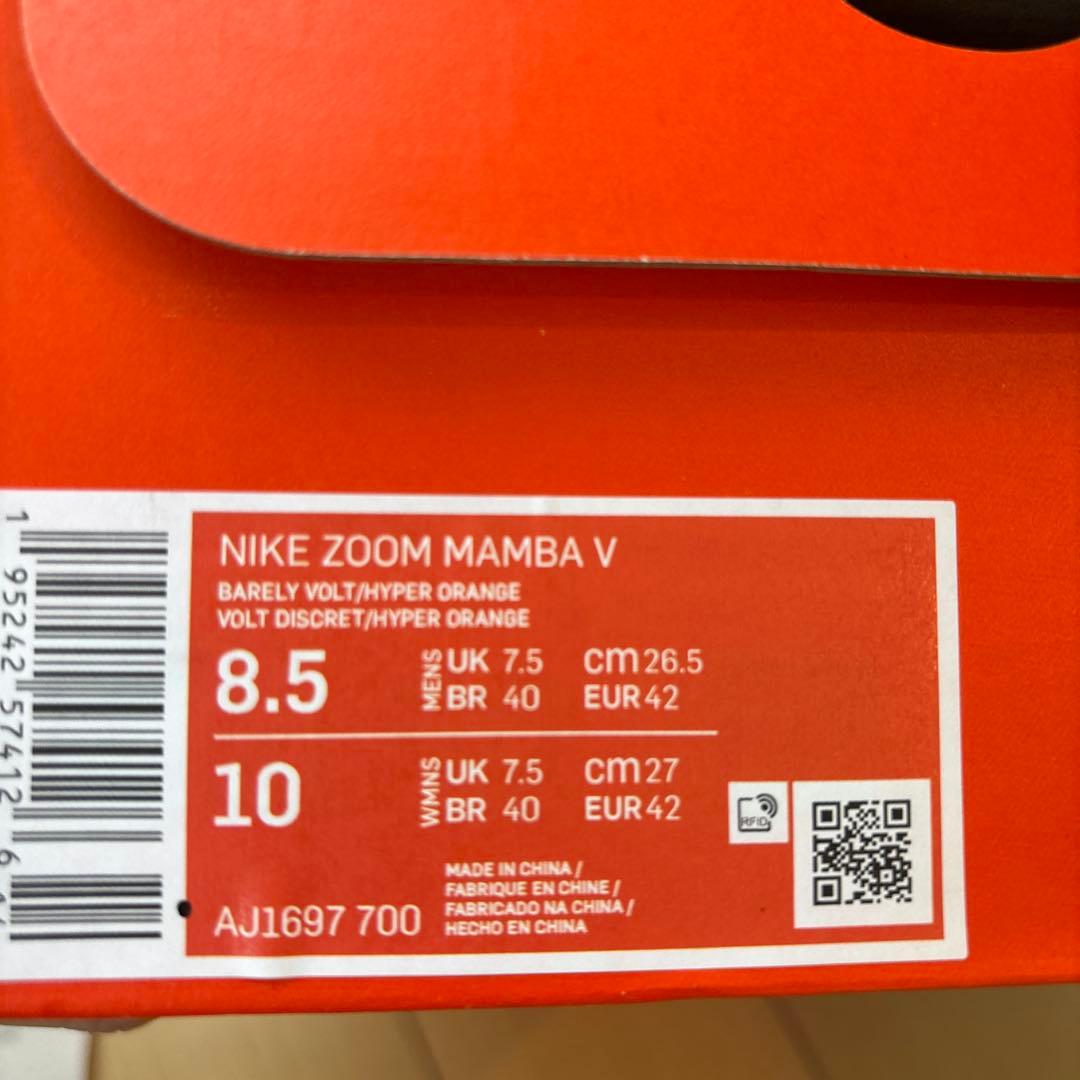 NIKE ZOOM MAMBA V
BARELY VOLT/HYPER ORANGE
VOLT DISCRET/HYPER ORANGE
8.5 MENS UK 7.5 cm 26.5
BR 40 EUR 42
10 WMNS UK 7.5 cm 27
BR 40 EUR 42
RFID
MADE IN CHINA /
FABRIQUE EN CHINE /
FABRICADO NA CHINA /
HECHO EN CHINA
AJ1697 700
1 95242 57412